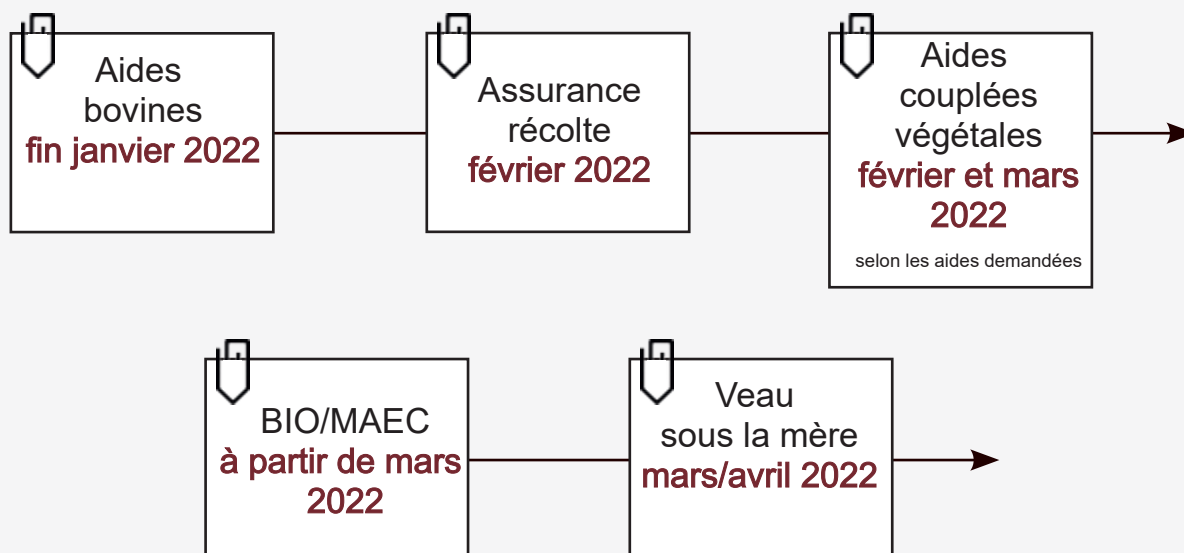 Aides
bovines
fin janvier 2022
Assurance
récolte
février 2022
Aides
couplées
végétales
février et mars
2022
selon les aides demandées
BIO/MAEC
à partir de mars
2022
Veau
sous la mère
mars/avril 2022